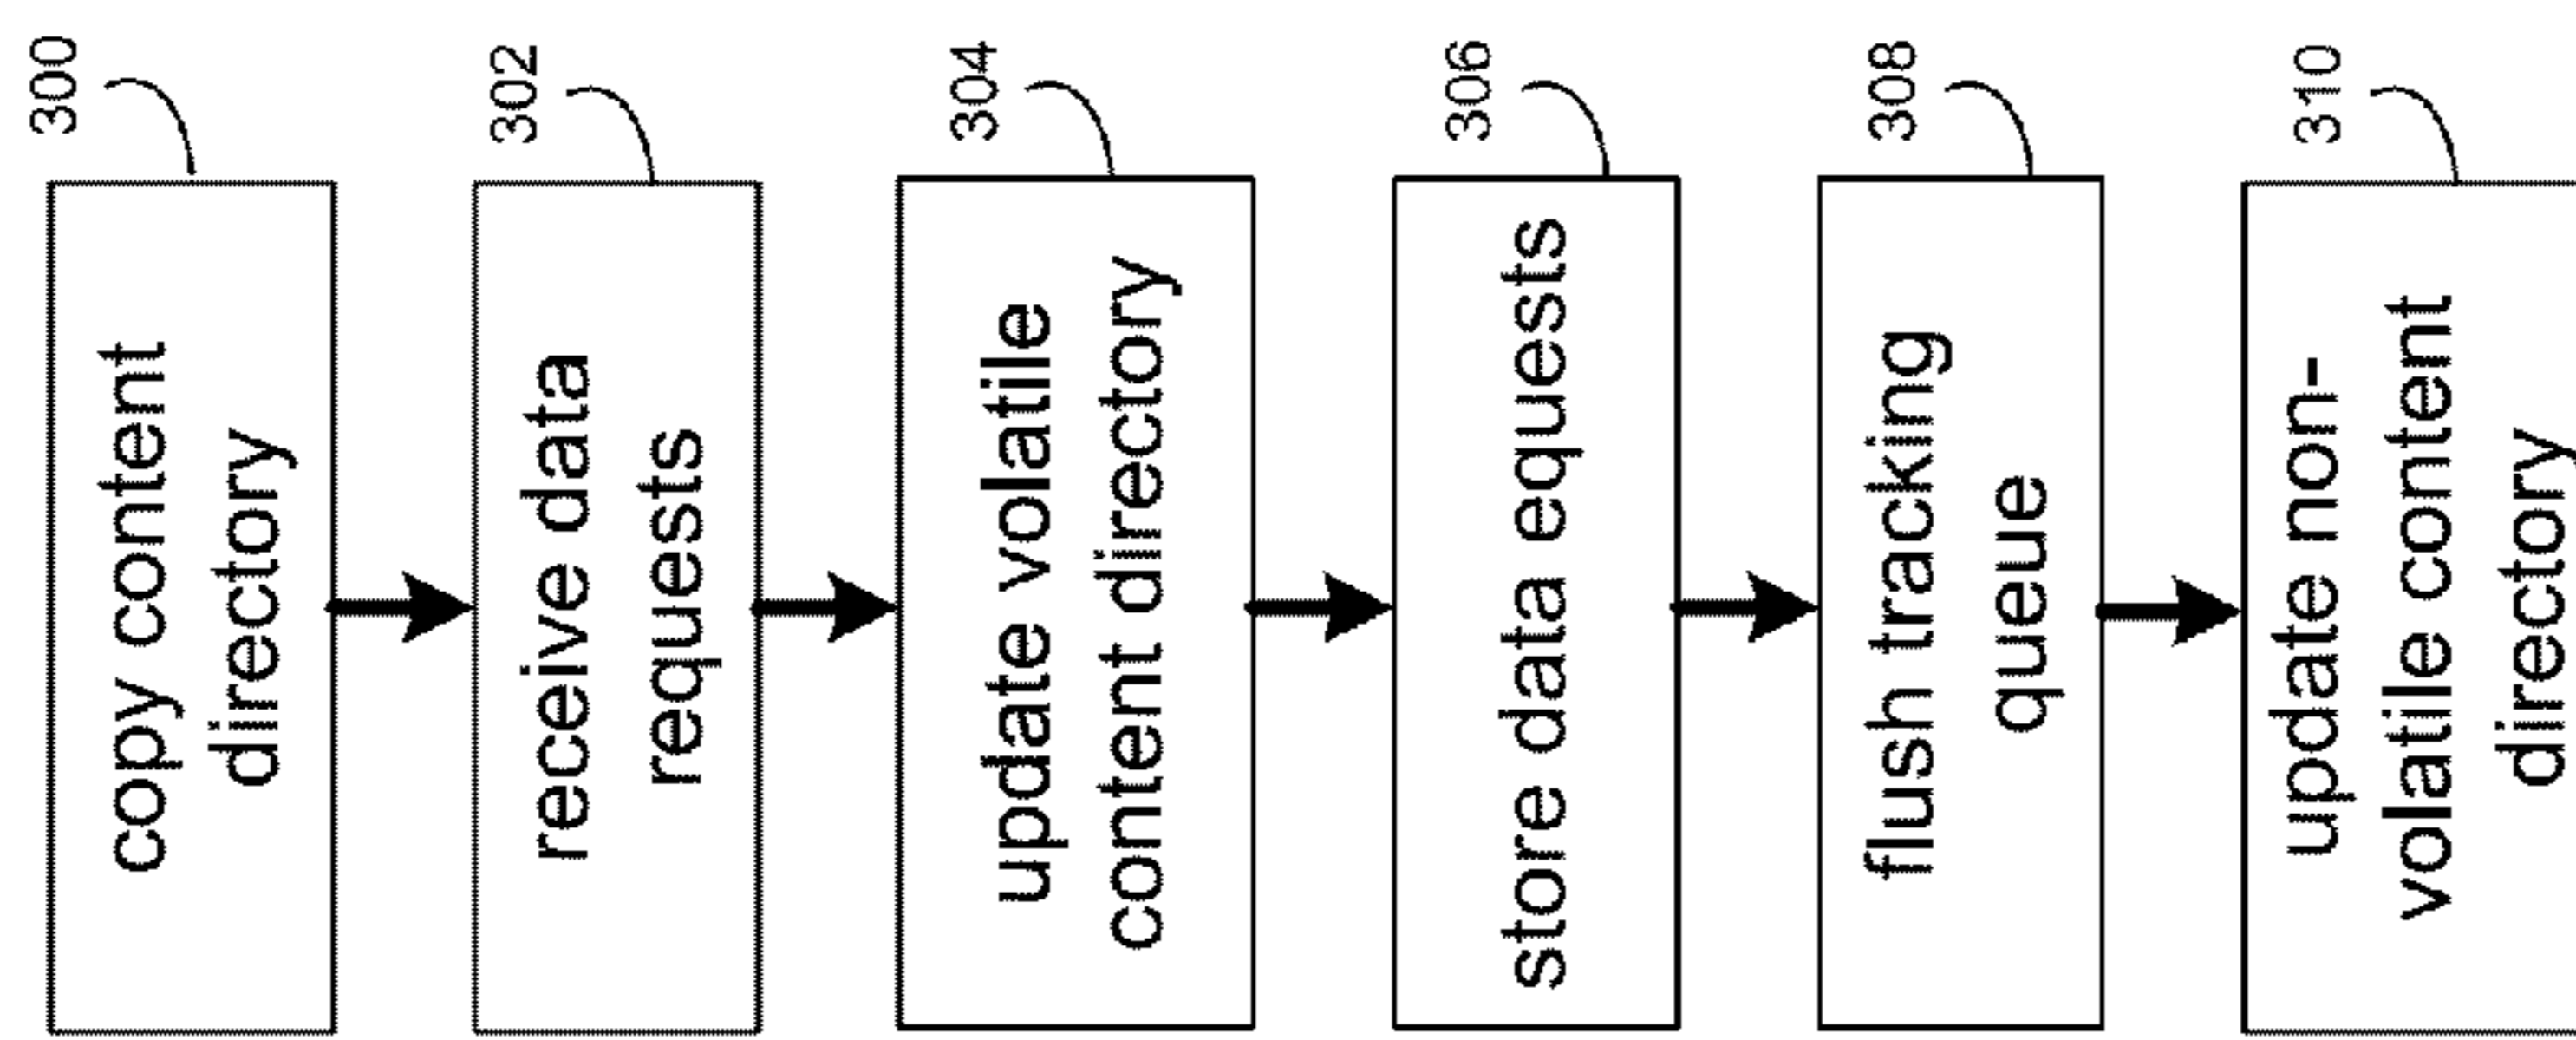 300
copy content
directory
302
receive data
requests
304
update volatile
content directory
306
store data equests
308
flush tracking
queue
310
update non-
volatile content
directory